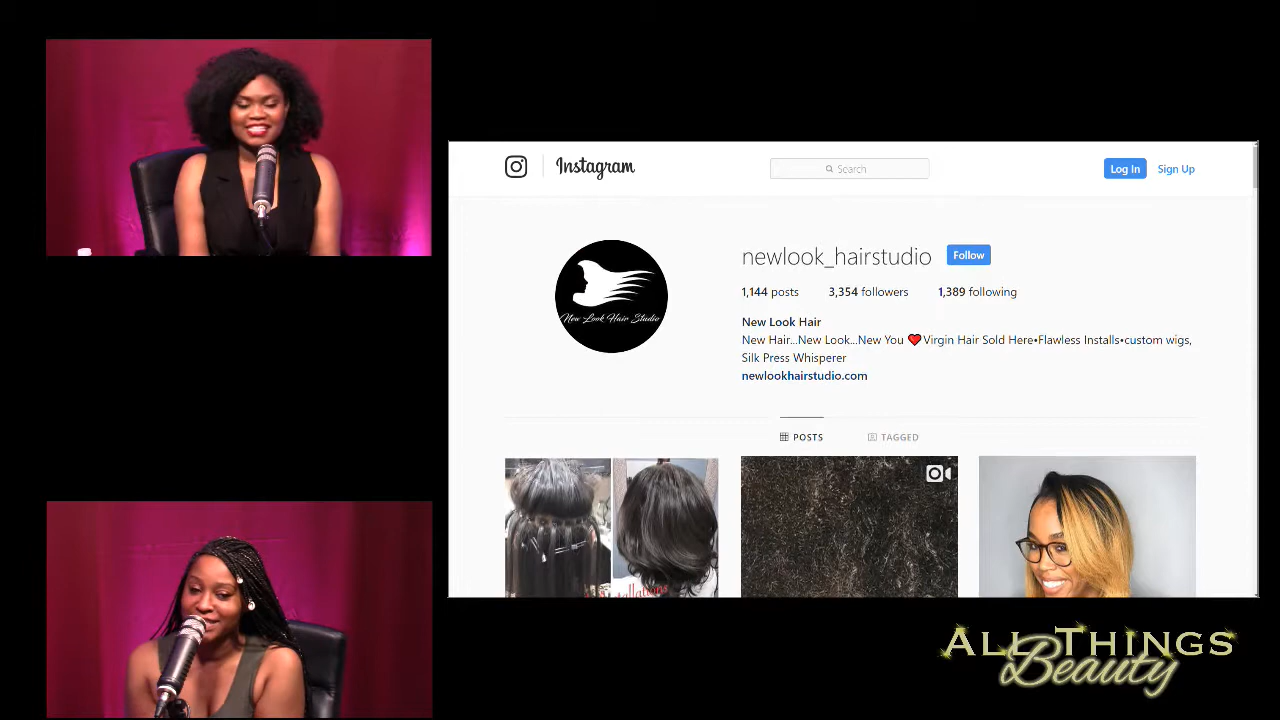 Instagram
Search
Log In
Sign Up
newlook_hairstudio
Follow
1,144 posts
3,354 followers
1,389 following
New Look Hair
New Hair...New Look...New You ❤️Virgin Hair Sold Here•Flawless Installs•custom wigs,
Silk Press Whisperer
newlookhairstudio.com
New Look Hair Studio
POSTS
TAGGED
ALL THINGS
Beauty